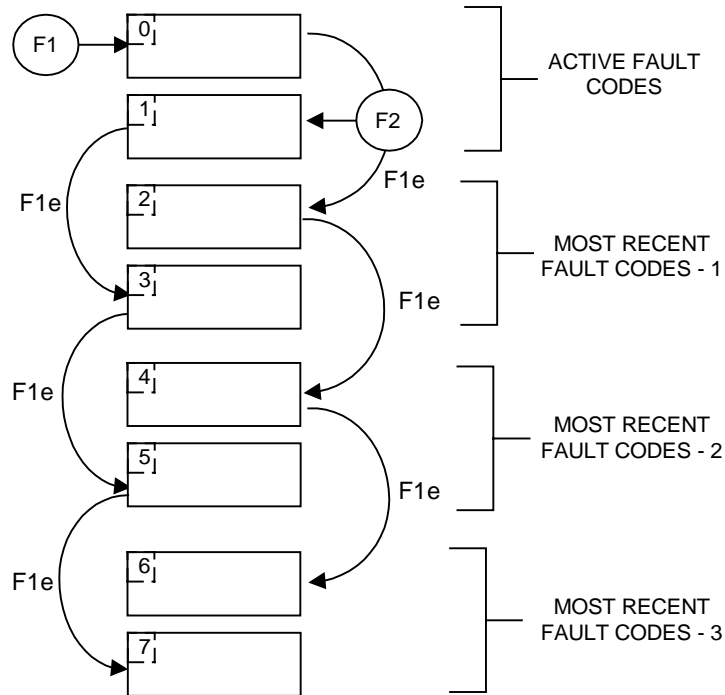 F1
0
ACTIVE FAULT
CODES
1
F2
F1e
F1e
2
MOST RECENT
FAULT CODES - 1
3
F1e
F1e
4
MOST RECENT
FAULT CODES - 2
5
F1e
F1e
6
MOST RECENT
FAULT CODES - 3
7